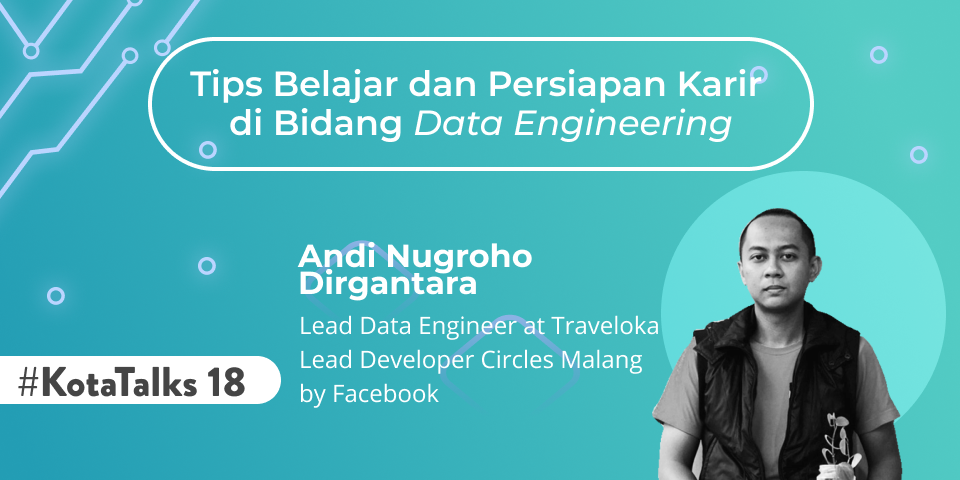 Tips Belajar dan Persiapan Karir
di Bidang Data Engineering
Andi Nugroho
Dirgantara
Lead Data Engineer at Traveloka
Lead Developer Circles Malang
by Facebook
#KotaTalks 18